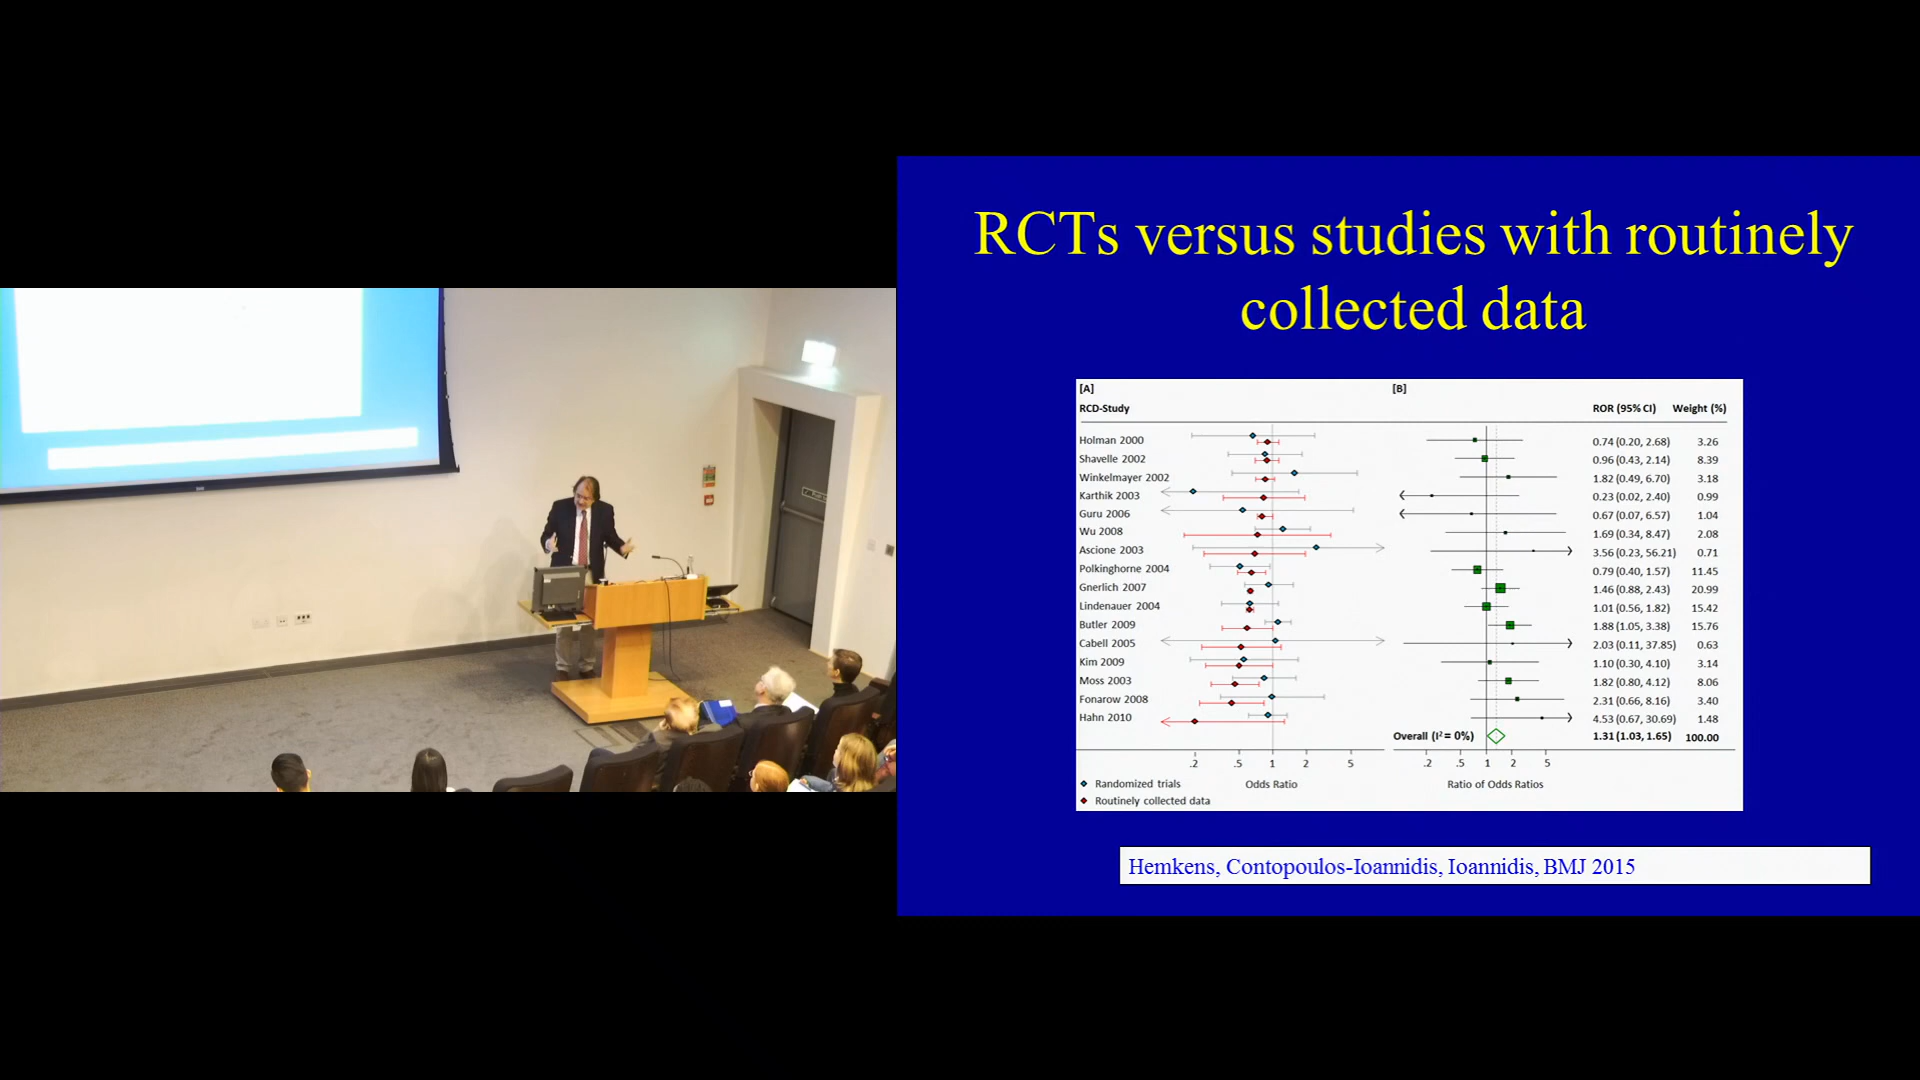 RCTs versus studies with routinely
collected data
[A] [B]
RCD-Study ROR (95% CI) Weight (%)
Holman 2000 0.74 (0.20, 2.68) 3.26
Shavelle 2002 0.96 (0.43, 2.14) 8.39
Winkelmayer 2002 1.82 (0.49, 6.70) 3.18
Karthik 2003 0.23 (0.02, 2.40) 0.99
Guru 2006 0.67 (0.07, 6.57) 1.04
Wu 2008 1.69 (0.34, 8.47) 2.08
Ascione 2003 3.56 (0.23, 56.21) 0.71
Polkinghorne 2004 0.79 (0.40, 1.57) 11.45
Gnerlich 2007 1.46 (0.88, 2.43) 20.99
Lindenauer 2004 1.01 (0.56, 1.82) 15.42
Butler 2009 1.88 (1.05, 3.38) 15.76
Cabell 2005 2.03 (0.11, 37.85) 0.63
Kim 2009 1.10 (0.30, 4.10) 3.14
Moss 2003 1.82 (0.80, 4.12) 8.06
Fonarow 2008 2.31 (0.66, 8.16) 3.40
Hahn 2010 4.53 (0.67, 30.69) 1.48
Overall (I² = 0%) 1.31 (1.03, 1.65) 100.00
.2 .5 1 2 5 .2 .5 1 2 5
Randomized trials Odds Ratio Ratio of Odds Ratios
Routinely collected data
Hemkens, Contopoulos-Ioannidis, Ioannidis, BMJ 2015